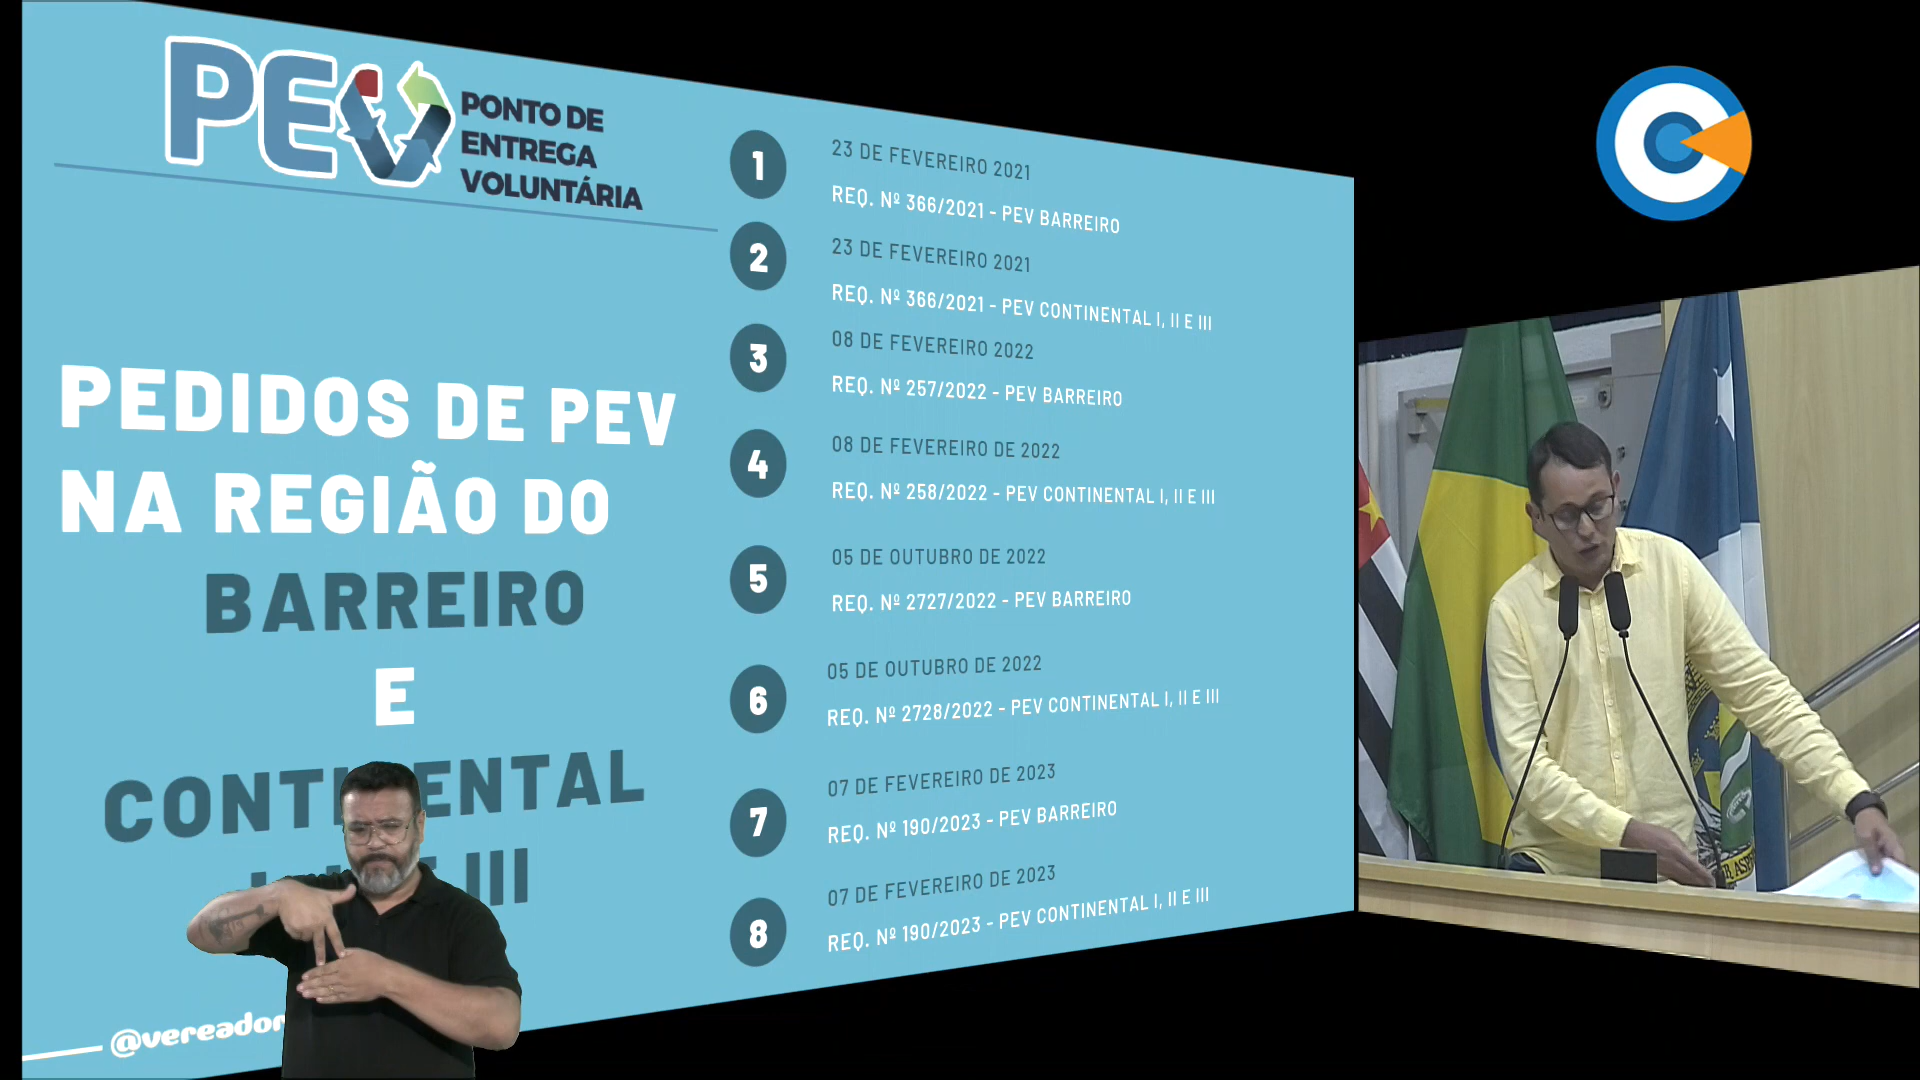 PEV
PONTO DE
ENTREGA
VOLUNTÁRIA
PEDIDOS DE PEV
NA REGIÃO DO
BARREIRO
E
III
@vereador
1
23 DE FEVEREIRO 2021
REQ. Nº 366/2021 - PEV BARREIRO
2
23 DE FEVEREIRO 2021
REQ. Nº 366/2021 - PEV CONTINENTAL I, II E III
3
08 DE FEVEREIRO 2022
REQ. Nº 257/2022 - PEV BARREIRO
4
08 DE FEVEREIRO DE 2022
REQ. Nº 258/2022 - PEV CONTINENTAL I, II E III
5
05 DE OUTUBRO DE 2022
REQ. Nº 2727/2022 - PEV BARREIRO
6
05 DE OUTUBRO DE 2022
REQ. Nº 2728/2022 - PEV CONTINENTAL I, II E III
7
07 DE FEVEREIRO DE 2023
REQ. Nº 190/2023 - PEV BARREIRO
8
07 DE FEVEREIRO DE 2023
REQ. Nº 190/2023 - PEV CONTINENTAL I, II E III